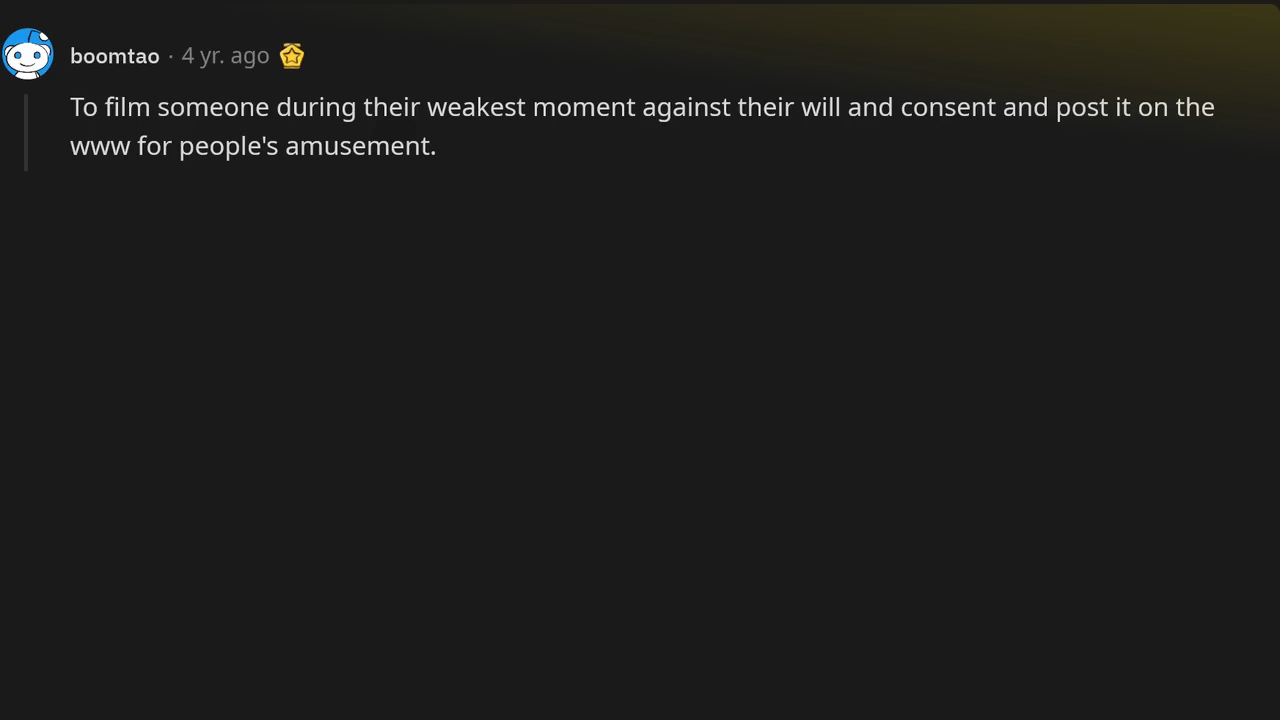 boomtao · 4 yr. ago
To film someone during their weakest moment against their will and consent and post it on the
www for people's amusement.